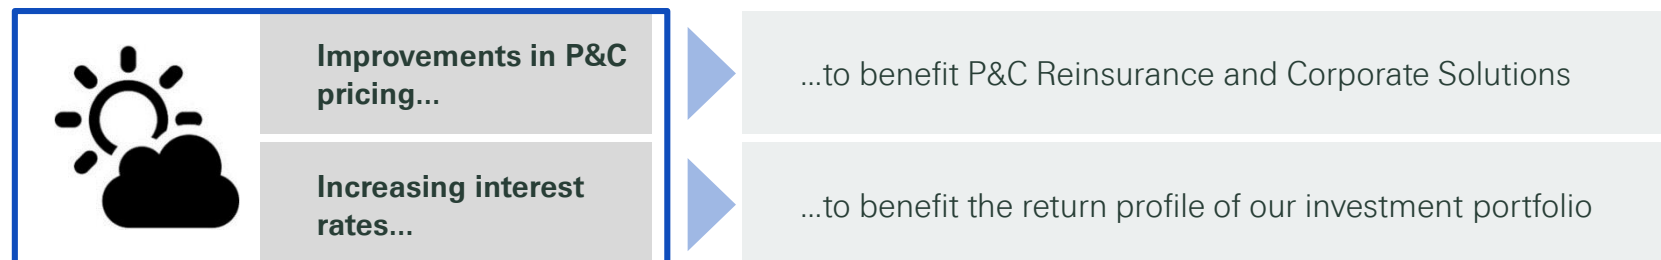 Improvements in P&C
pricing...
...to benefit P&C Reinsurance and Corporate Solutions
Increasing interest
rates...
...to benefit the return profile of our investment portfolio